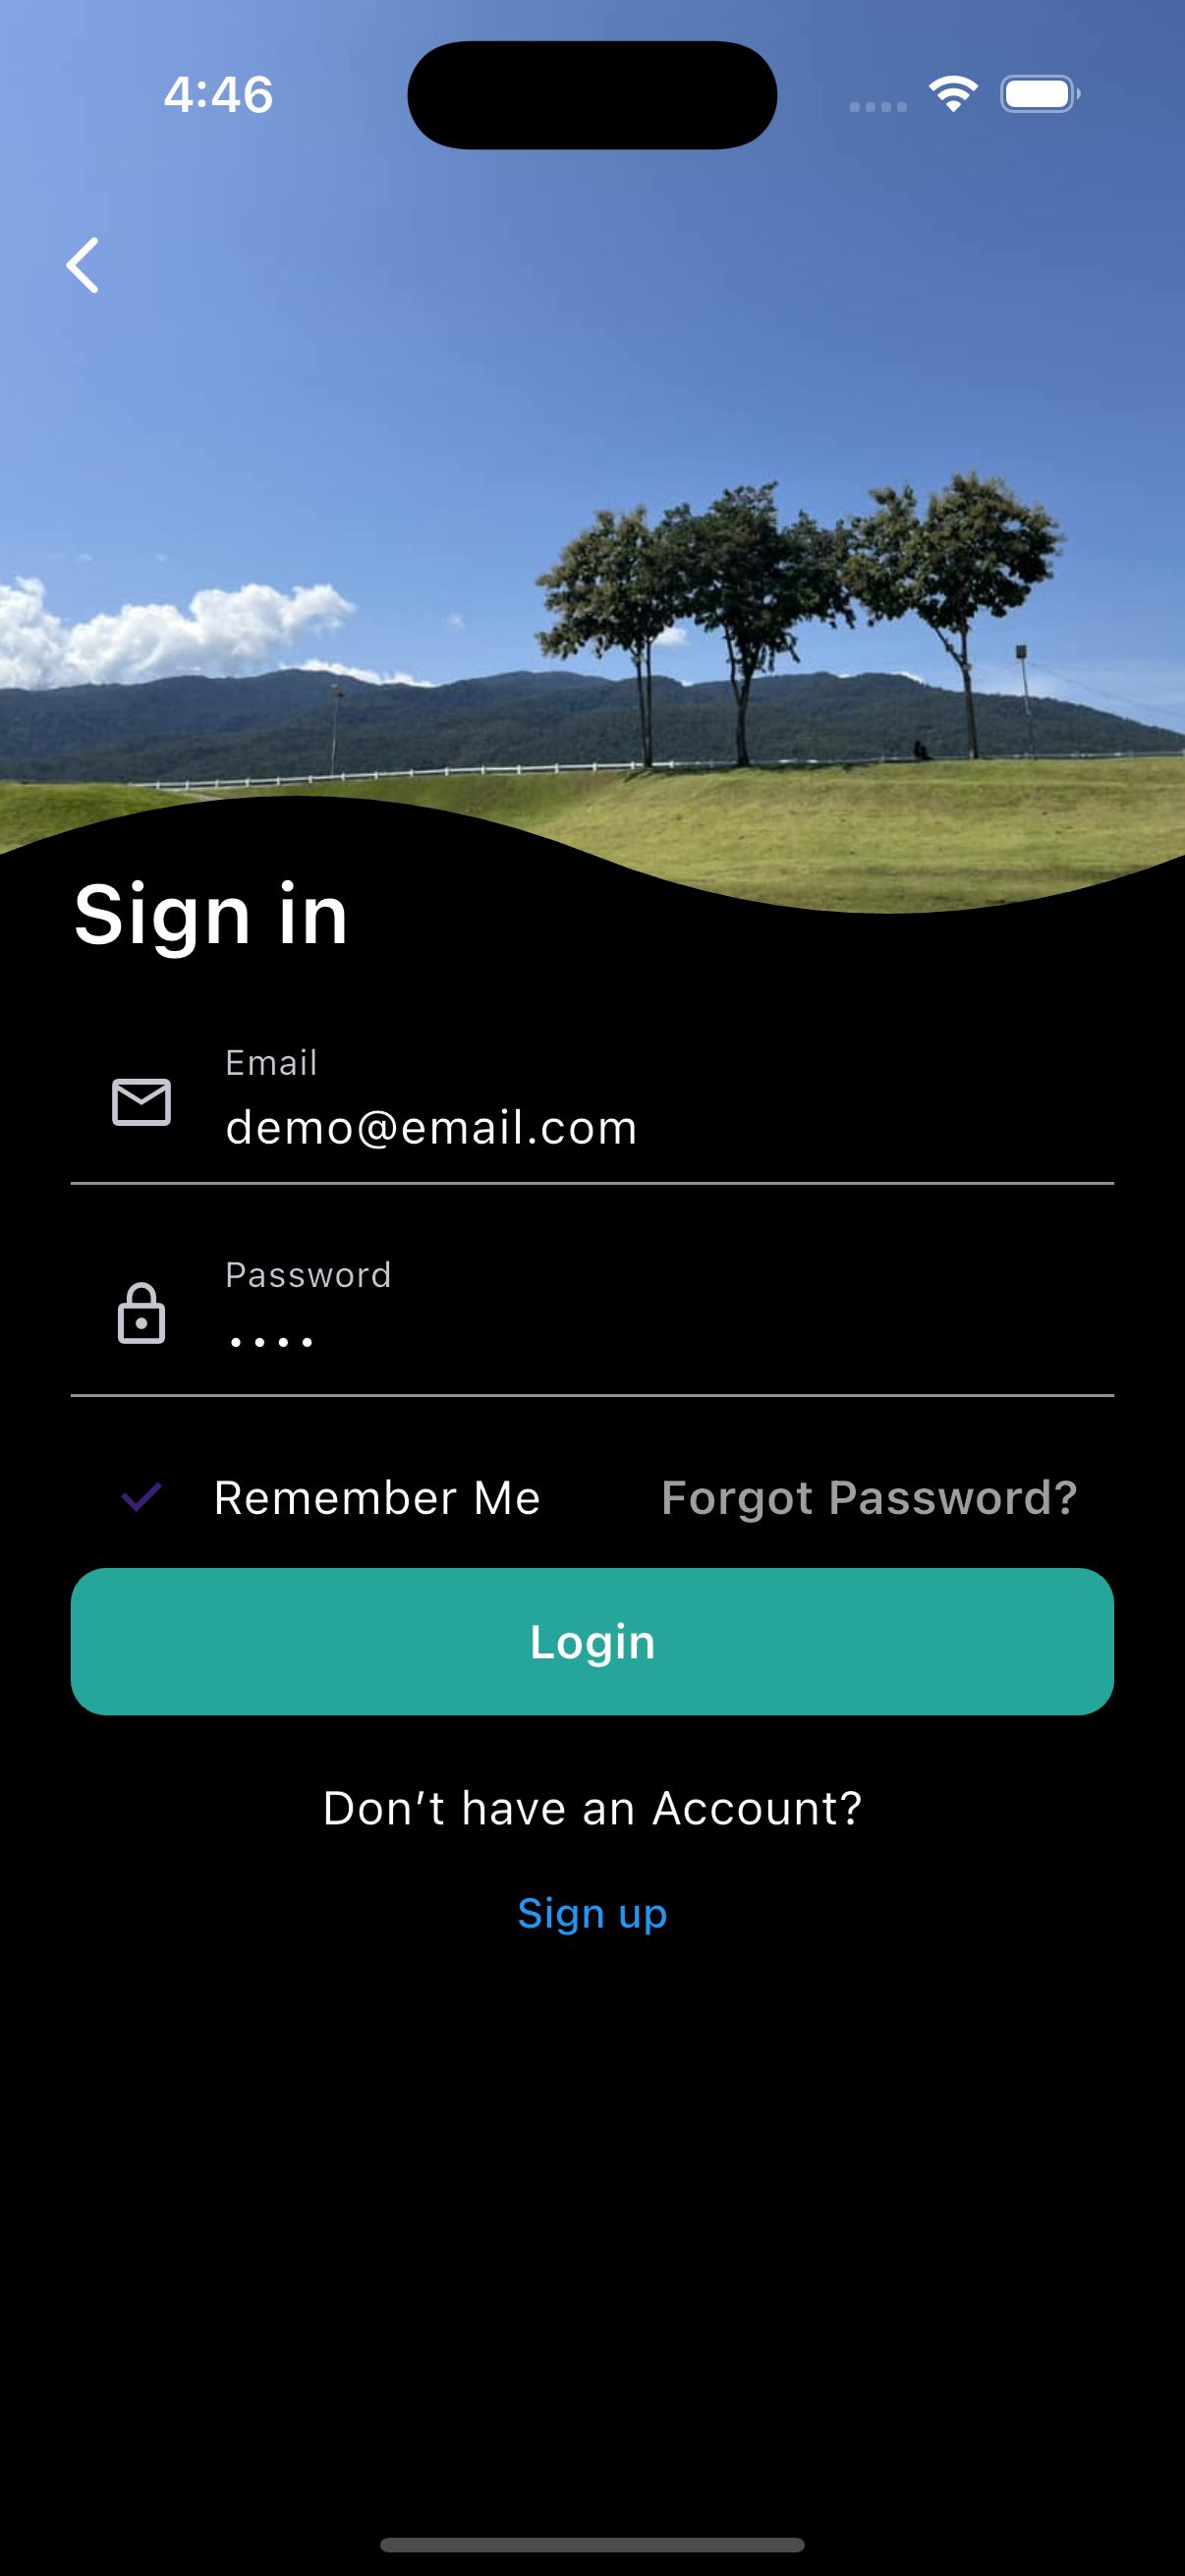 4:46
Sign in
Email
demo@email.com
Password
••••
Remember Me Forgot Password?
Login
Don’t have an Account?
Sign up